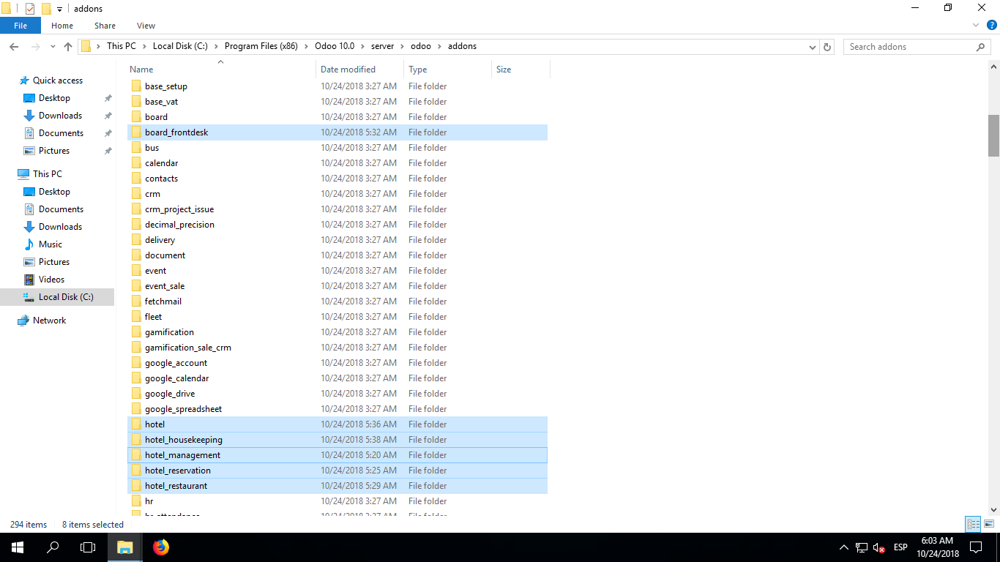 addons
File Home Share View
This PC Local Disk (C:) Program Files (x86) Odoo 10.0 server odoo addons Search addons
Name Date modified Type Size
Quick access
Desktop
Downloads
Documents
Pictures
This PC
Desktop
Documents
Downloads
Music
Pictures
Videos
Local Disk (C:)
Network
base_setup 10/24/2018 3:27 AM File folder
base_vat 10/24/2018 3:27 AM File folder
board 10/24/2018 3:27 AM File folder
board_frontdesk 10/24/2018 5:32 AM File folder
bus 10/24/2018 3:27 AM File folder
calendar 10/24/2018 3:27 AM File folder
contacts 10/24/2018 3:27 AM File folder
crm 10/24/2018 3:27 AM File folder
crm_project_issue 10/24/2018 3:27 AM File folder
decimal_precision 10/24/2018 3:27 AM File folder
delivery 10/24/2018 3:27 AM File folder
document 10/24/2018 3:27 AM File folder
event 10/24/2018 3:27 AM File folder
event_sale 10/24/2018 3:27 AM File folder
fetchmail 10/24/2018 3:27 AM File folder
fleet 10/24/2018 3:27 AM File folder
gamification 10/24/2018 3:27 AM File folder
gamification_sale_crm 10/24/2018 3:27 AM File folder
google_account 10/24/2018 3:27 AM File folder
google_calendar 10/24/2018 3:27 AM File folder
google_drive 10/24/2018 3:27 AM File folder
google_spreadsheet 10/24/2018 3:27 AM File folder
hotel 10/24/2018 5:36 AM File folder
hotel_housekeeping 10/24/2018 5:38 AM File folder
hotel_management 10/24/2018 5:20 AM File folder
hotel_reservation 10/24/2018 5:25 AM File folder
hotel_restaurant 10/24/2018 5:29 AM File folder
hr 10/24/2018 3:27 AM File folder
294 items 8 items selected
ESP
6:03 AM
10/24/2018